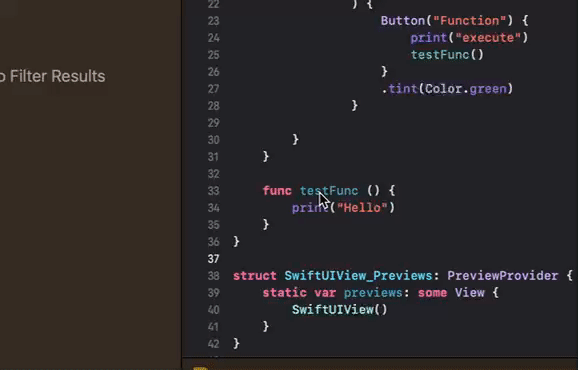 22 ) {
23 Button("Function") {
24 print("execute")
25 testFunc()
26 }
27 .tint(Color.green)
28 }
29
Filter Results
30 }
31 }
32
33 func testFunc () {
34 print("Hello")
35 }
36 }
37
38 struct SwiftUIView_Previews: PreviewProvider {
39 static var previews: some View {
40 SwiftUIView()
41 }
42 }